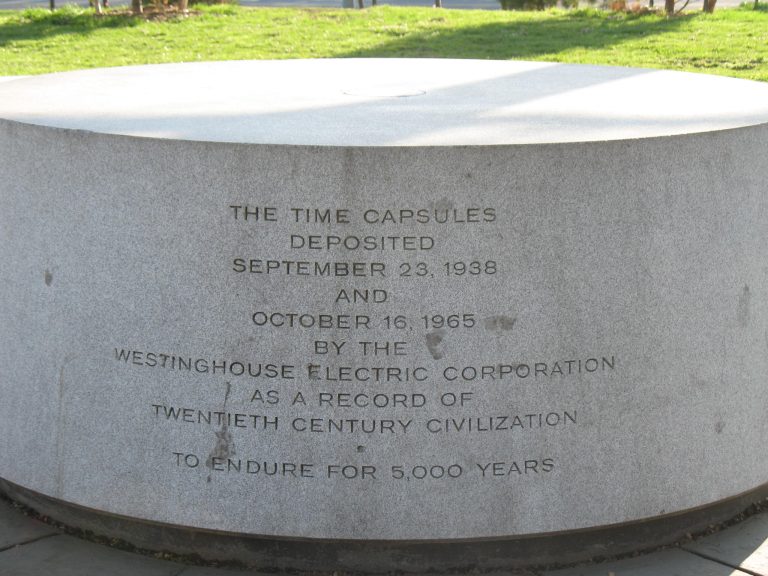 THE TIME CAPSULES
DEPOSITED
SEPTEMBER 23, 1938
AND
OCTOBER 16, 1965
BY THE
WESTINGHOUSE ELECTRIC CORPORATION
AS A RECORD OF
TWENTIETH CENTURY CIVILIZATION
TO ENDURE FOR 5,000 YEARS